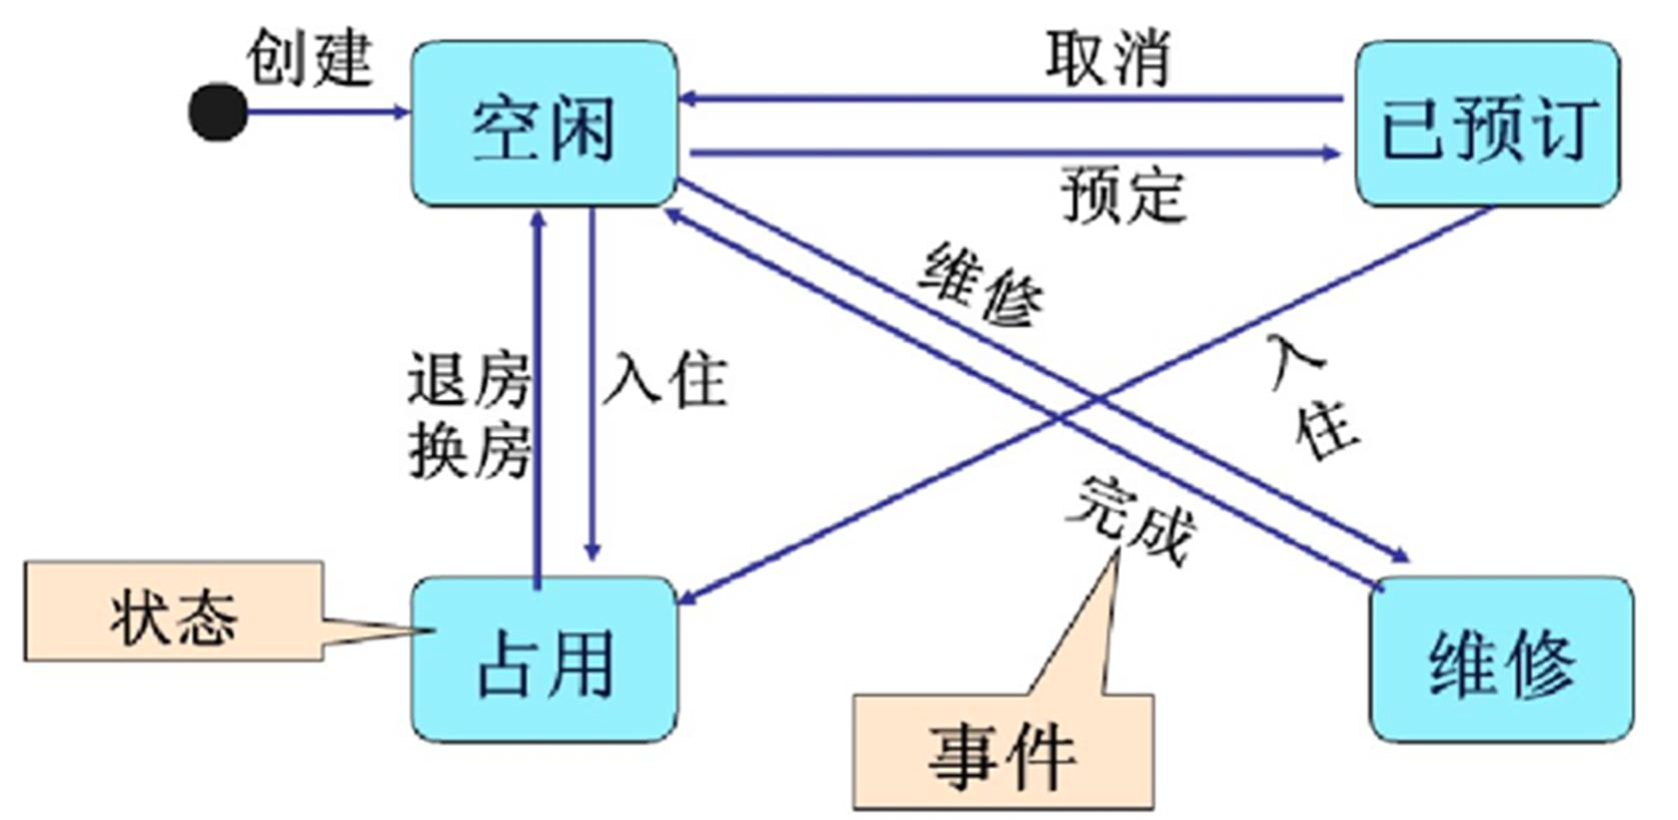 创建
空闲
取消
已预订
预定
维修
退房
换房
入住
入住
完成
状态
占用
事件
维修